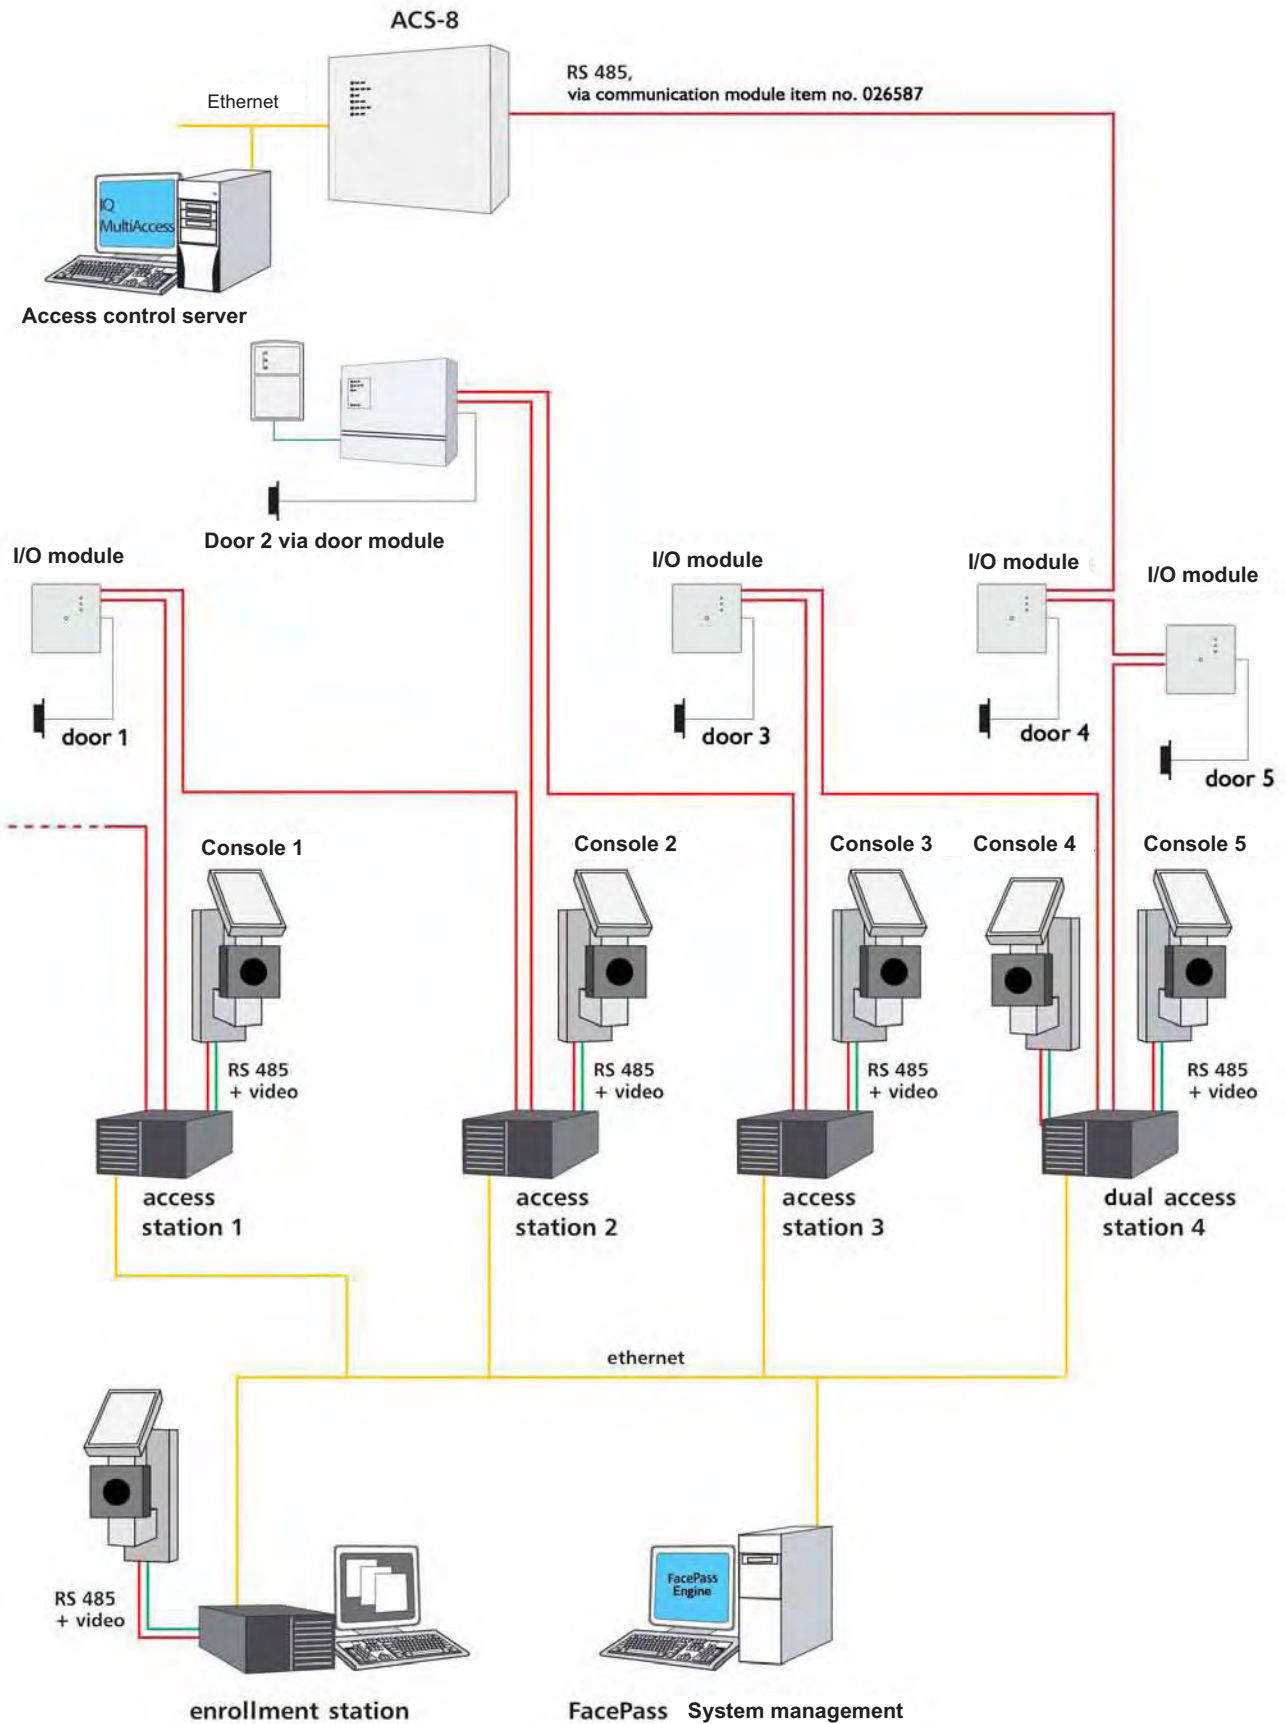 ACS-8
RS 485,
via communication module item no. 026587
Ethernet
IQ
MultiAccess
Access control server
Door 2 via door module
I/O module
I/O module
I/O module
I/O module
door 1
door 3
door 4
door 5
Console 1
Console 2
Console 3
Console 4
Console 5
RS 485
+ video
RS 485
+ video
RS 485
+ video
RS 485
+ video
access
station 1
access
station 2
access
station 3
dual access
station 4
ethernet
FacePass
Engine
RS 485
+ video
enrollment station
FacePass System management